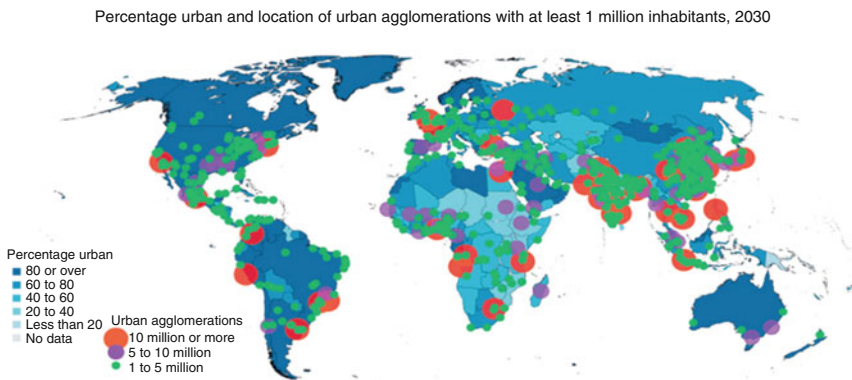 Percentage urban and location of urban agglomerations with at least 1 million inhabitants, 2030
Percentage urban
80 or over
60 to 80
40 to 60
20 to 40
Less than 20
No data
Urban agglomerations
10 million or more
5 to 10 million
1 to 5 million